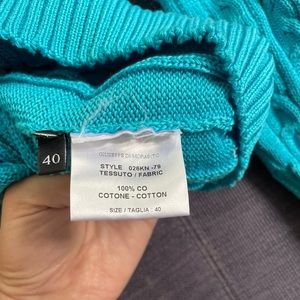 40
GIUSEPPE DI MORABITO
STYLE 026KN -79
TESSUTO / FABRIC
100% CO
COTONE - COTTON
SIZE / TAGLIA : 40